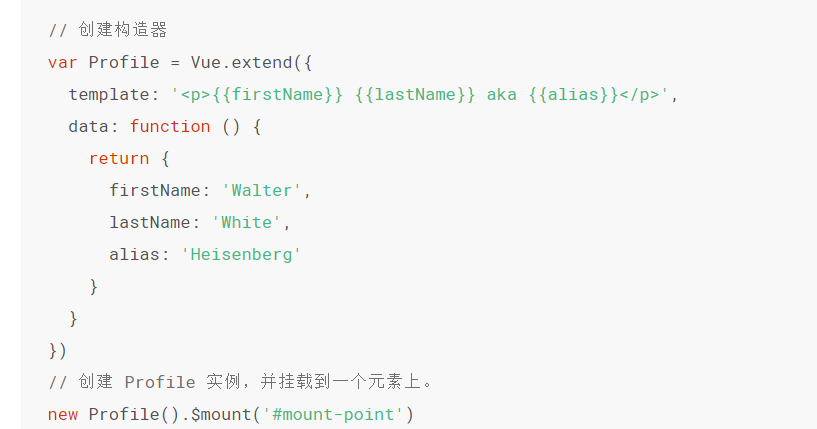 // 创建构造器
var Profile = Vue.extend({
  template: '<p>{{firstName}} {{lastName}} aka {{alias}}</p>',
  data: function () {
    return {
      firstName: 'Walter',
      lastName: 'White',
      alias: 'Heisenberg'
    }
  }
})
// 创建 Profile 实例，并挂载到一个元素上。
new Profile().$mount('#mount-point')